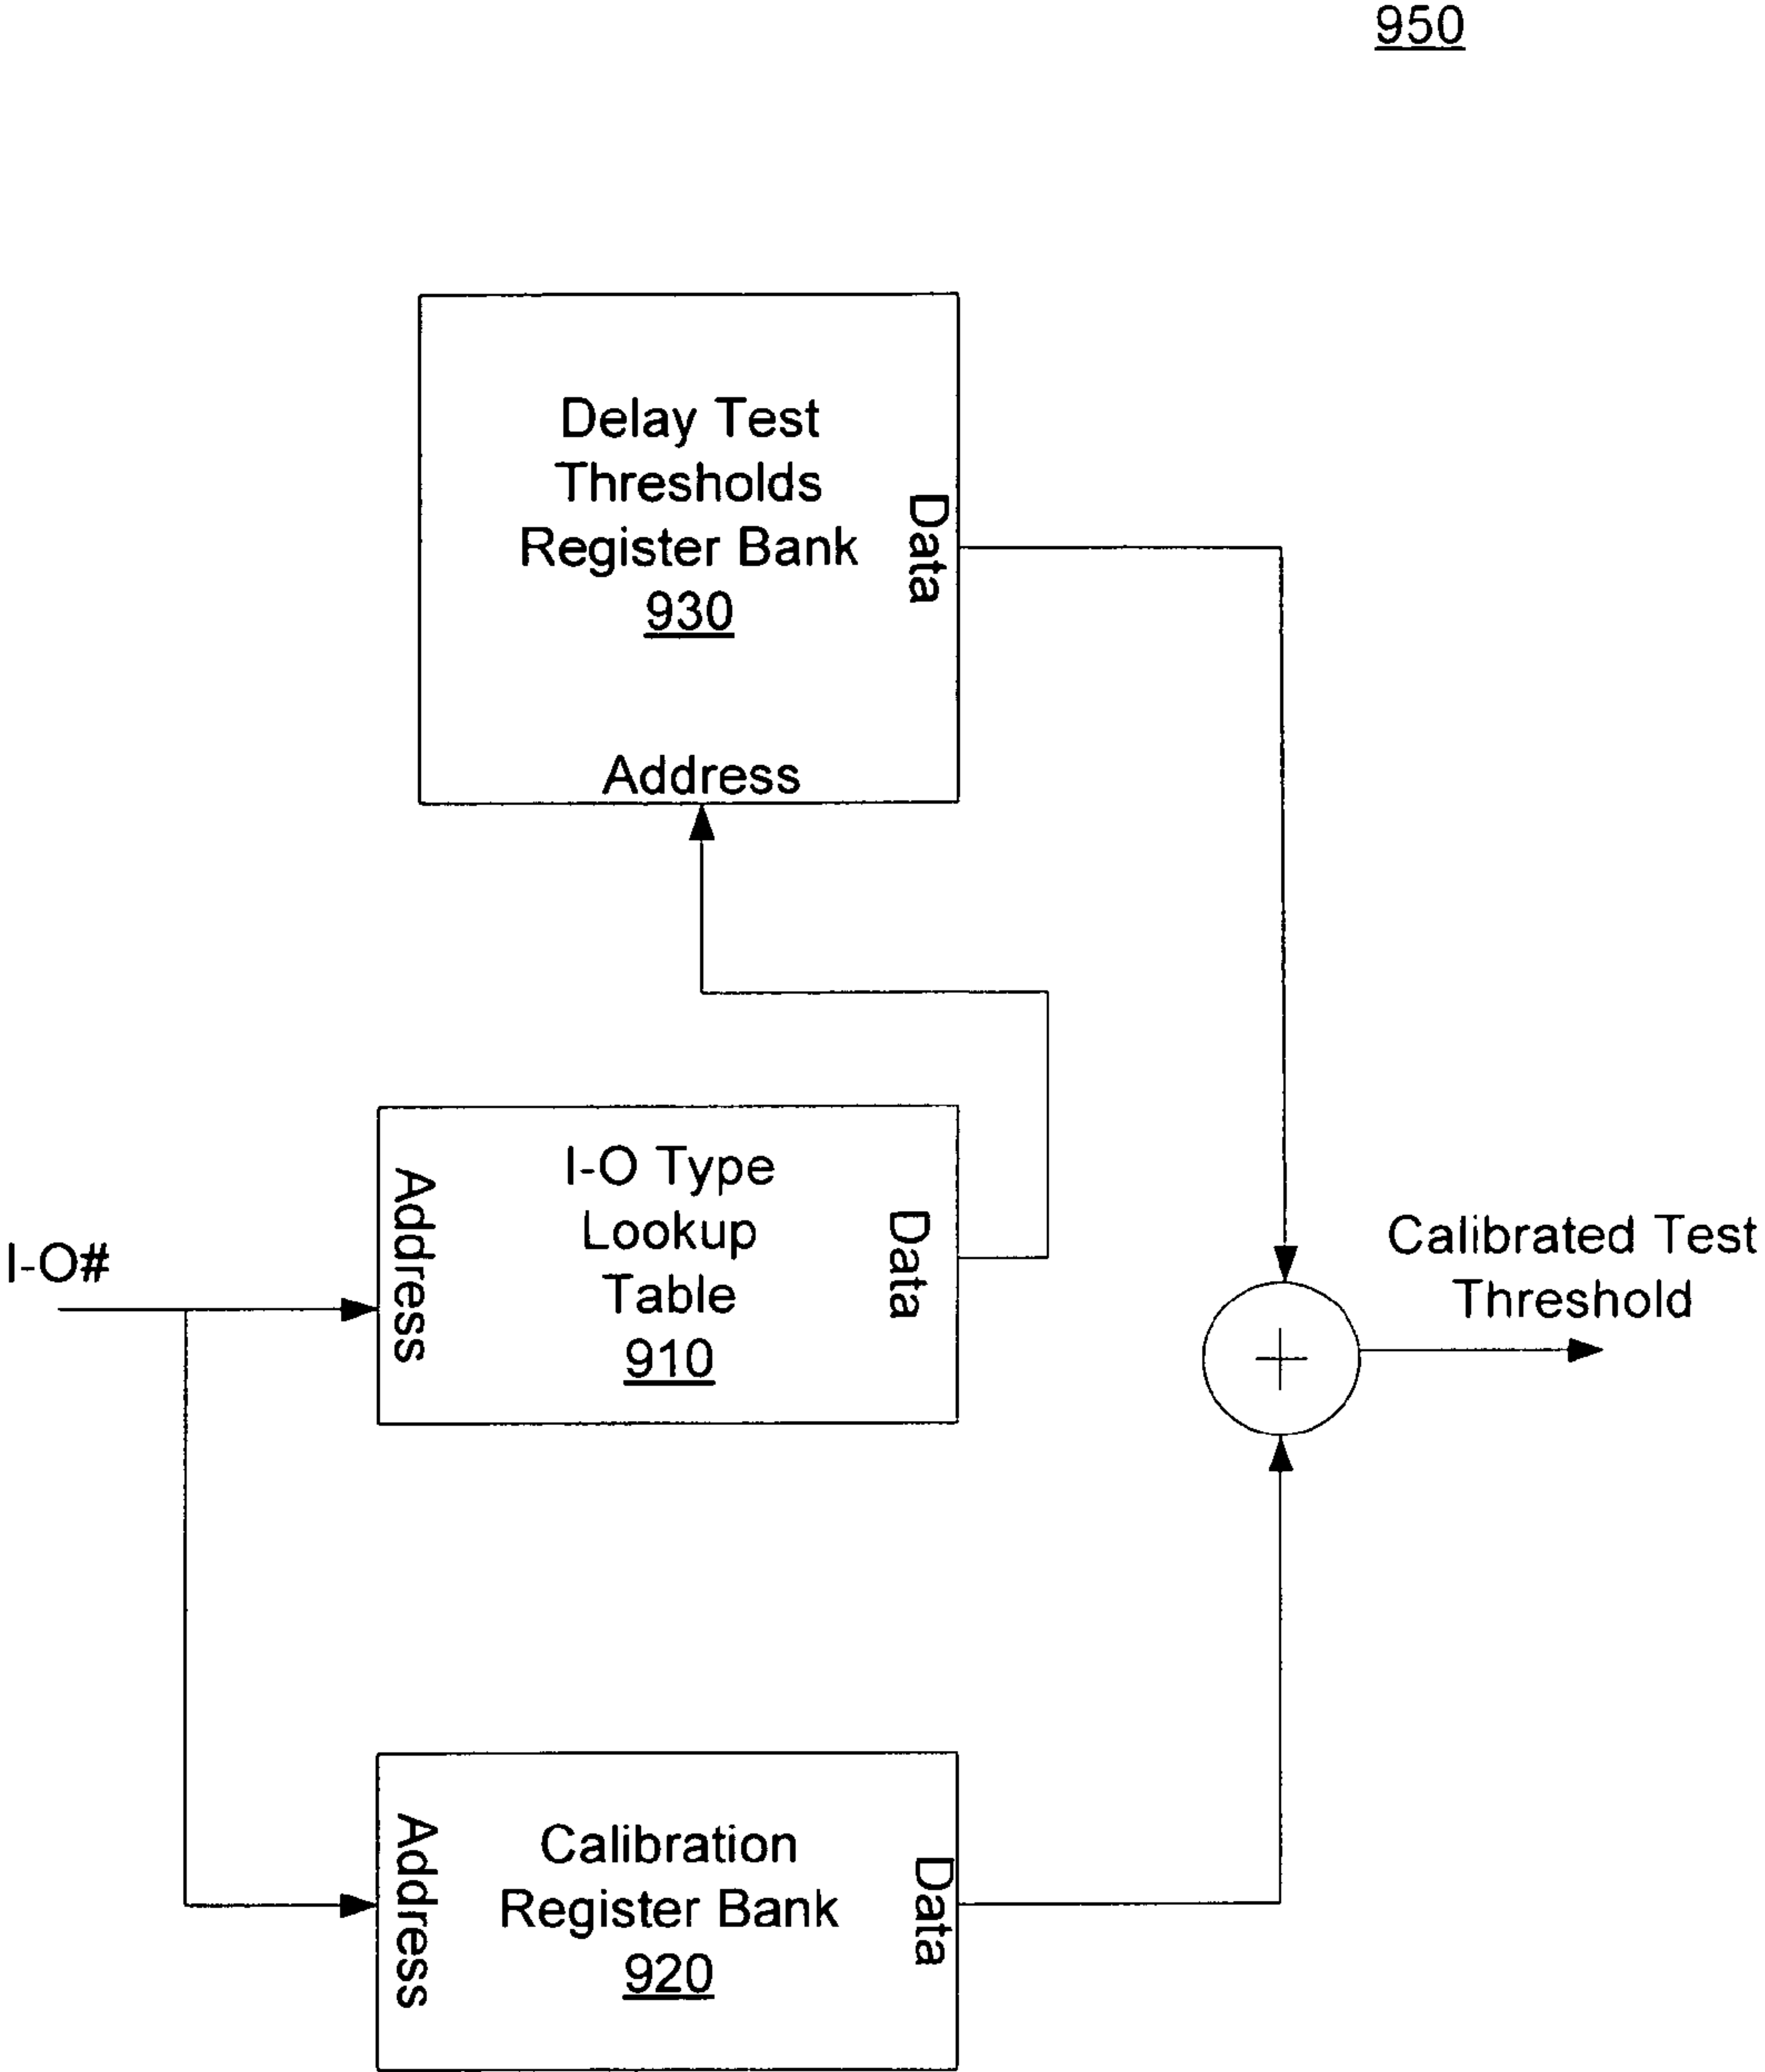 950
Delay Test
Thresholds
Register Bank
930
Data
Address
I-O#
Address
I-O Type
Lookup
Table
910
Data
Calibrated Test
Threshold
+
Address
Calibration
Register Bank
920
Data